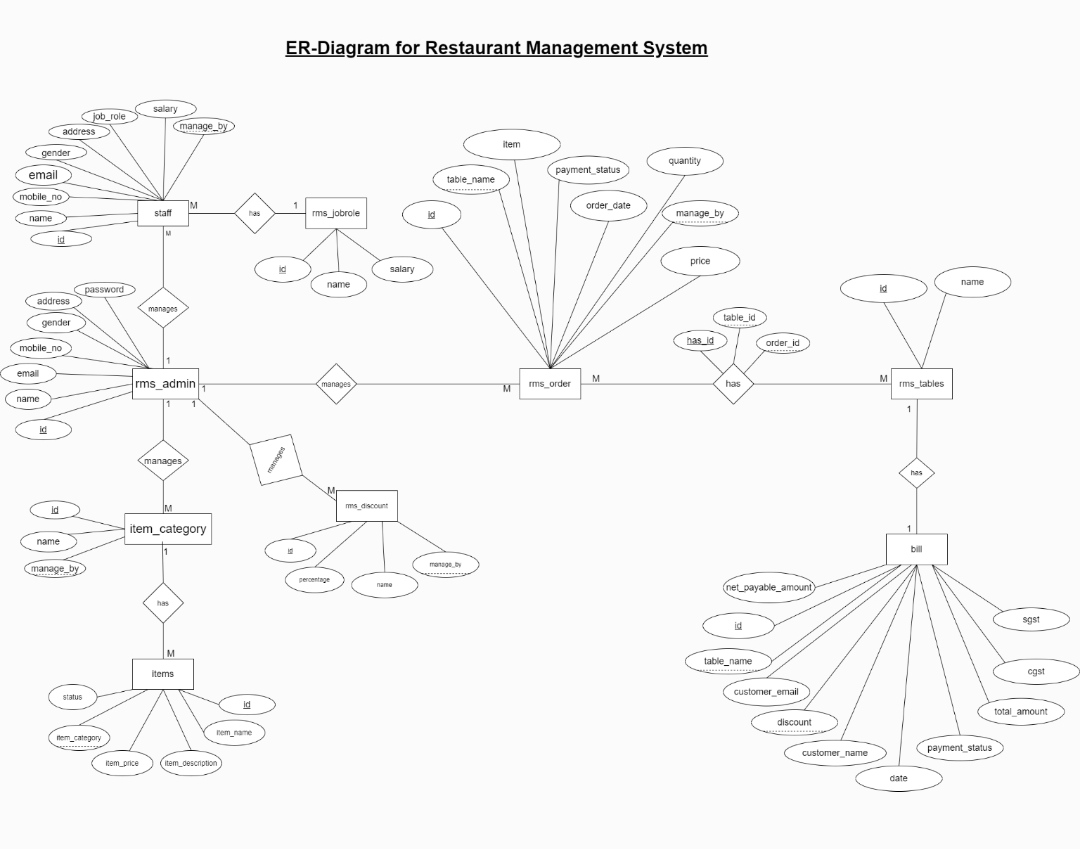 ER-Diagram for Restaurant Management System
salary
job_role
manage_by
address
gender
email
mobile_no
name
id
staff
M
has
1
rms_jobrole
M
id
name
salary
manages
1
password
address
gender
mobile_no
email
name
id
rms_admin
1
manages
M
1
1
item
table_name
payment_status
quantity
id
order_date
manage_by
price
rms_order
M
table_id
has_id
order_id
has
M
id
name
rms_tables
1
has
1
bill
manages
M
rms_discount
id
percentage
name
manage_by
manages
M
item_category
id
name
manage_by
1
has
M
items
status
id
item_category
item_name
item_price
item_description
net_payable_amount
id
table_name
customer_email
discount
customer_name
date
payment_status
total_amount
cgst
sgst